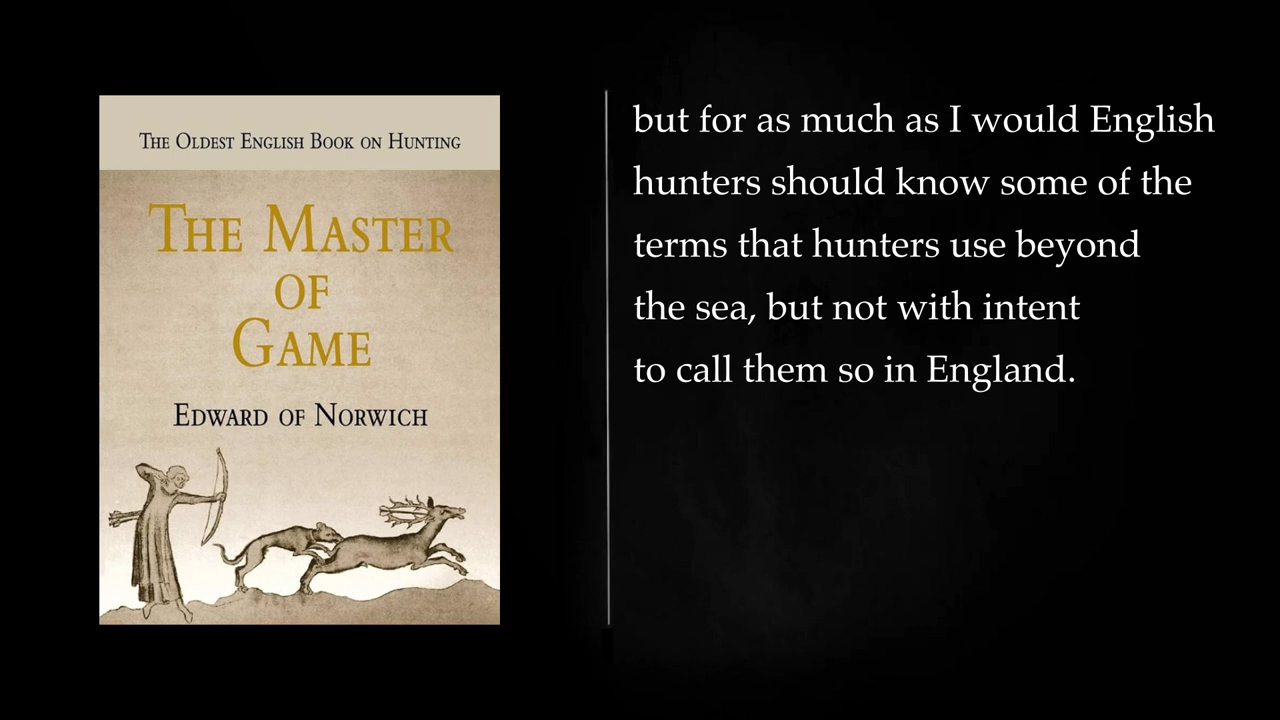 The Oldest English Book on Hunting
The Master
of
Game
Edward of Norwich
but for as much as I would English
hunters should know some of the
terms that hunters use beyond
the sea, but not with intent
to call them so in England.